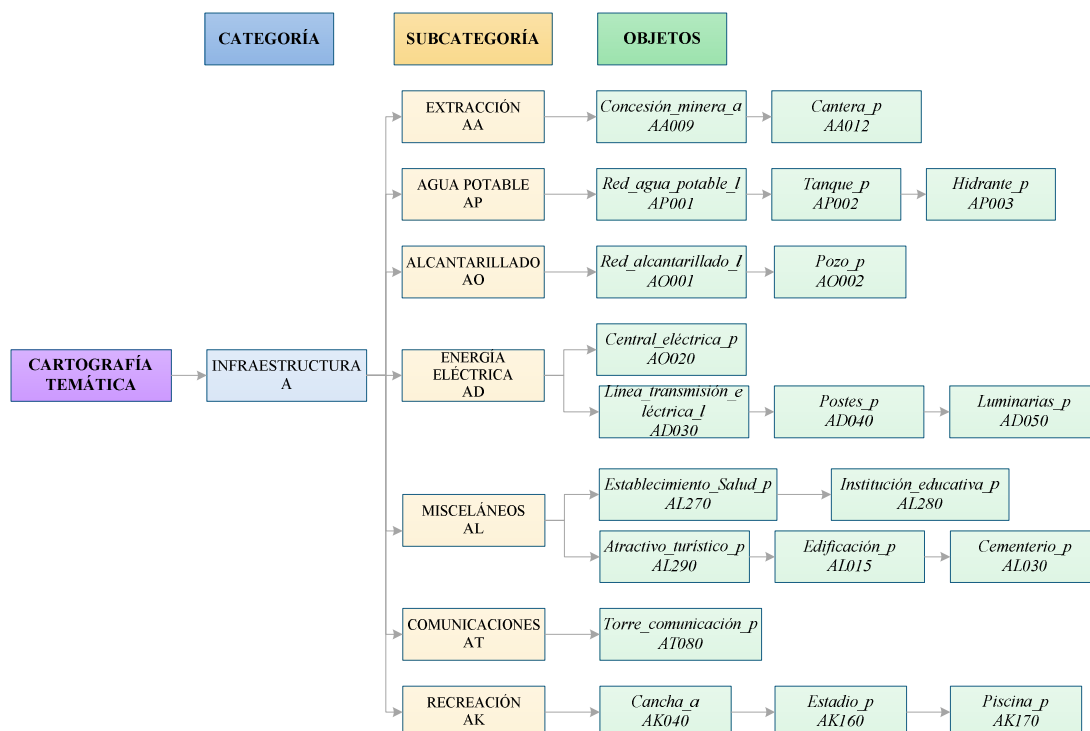 CATEGORÍA
SUBCATEGORÍA
OBJETOS
EXTRACCIÓN
AA
Concesión_minera_a
AA009
Cantera_p
AA012
AGUA POTABLE
AP
Red_agua_potable_l
AP001
Tanque_p
AP002
Hidrante_p
AP003
ALCANTARILLADO
AO
Red_alcantarillado_l
AO001
Pozo_p
AO002
CARTOGRAFÍA
TEMÁTICA
INFRAESTRUCTURA
A
ENERGÍA
ELÉCTRICA
AD
Central_eléctrica_p
AO020
Línea_transmisión_e
léctrica_l
AD030
Postes_p
AD040
Luminarias_p
AD050
MISCELÁNEOS
AL
Establecimiento_Salud_p
AL270
Institución_educativa_p
AL280
Atractivo_turístico_p
AL290
Edificación_p
AL015
Cementerio_p
AL030
COMUNICACIONES
AT
Torre_comunicación_p
AT080
RECREACIÓN
AK
Cancha_a
AK040
Estadio_p
AK160
Piscina_p
AK170